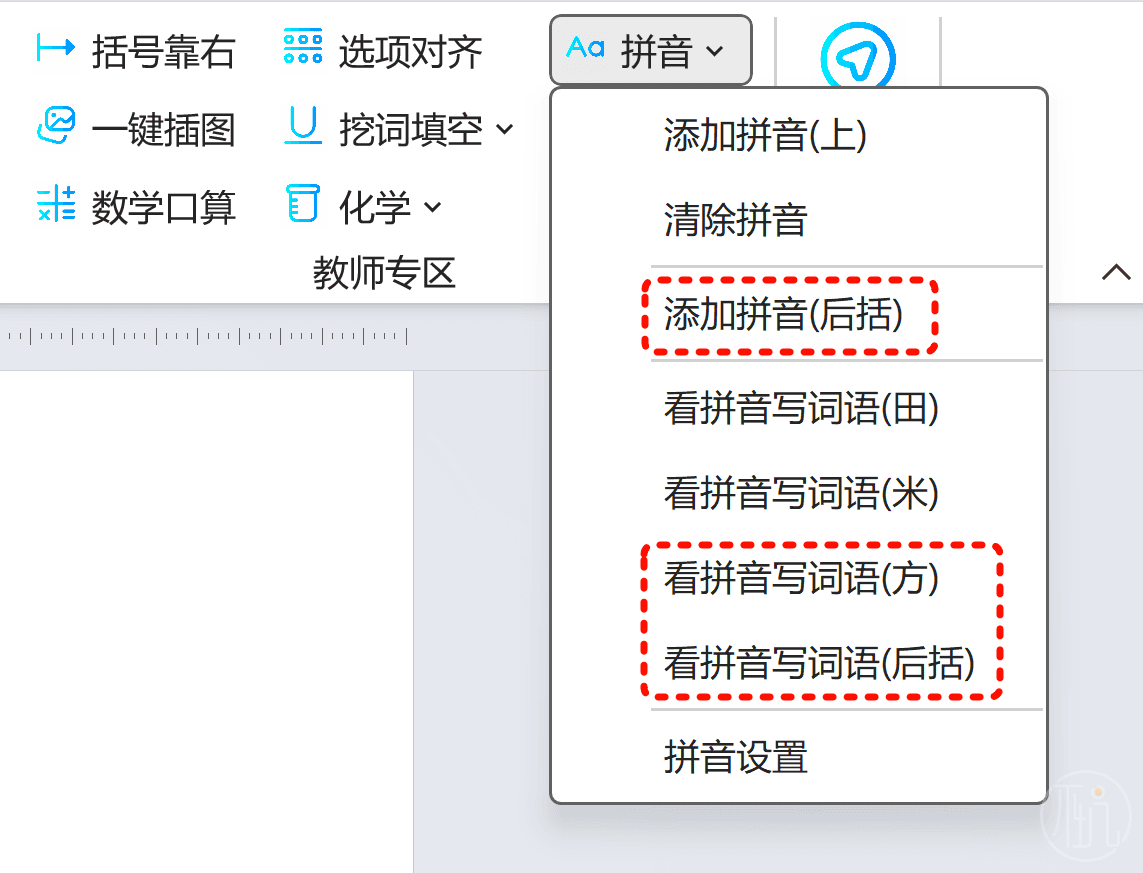 括号靠右 选项对齐 Aa 拼音
一键插图 挖词填空
数学口算 化学
教师专区
添加拼音(上)
清除拼音
添加拼音(后括)
看拼音写词语(田)
看拼音写词语(米)
看拼音写词语(方)
看拼音写词语(后括)
拼音设置